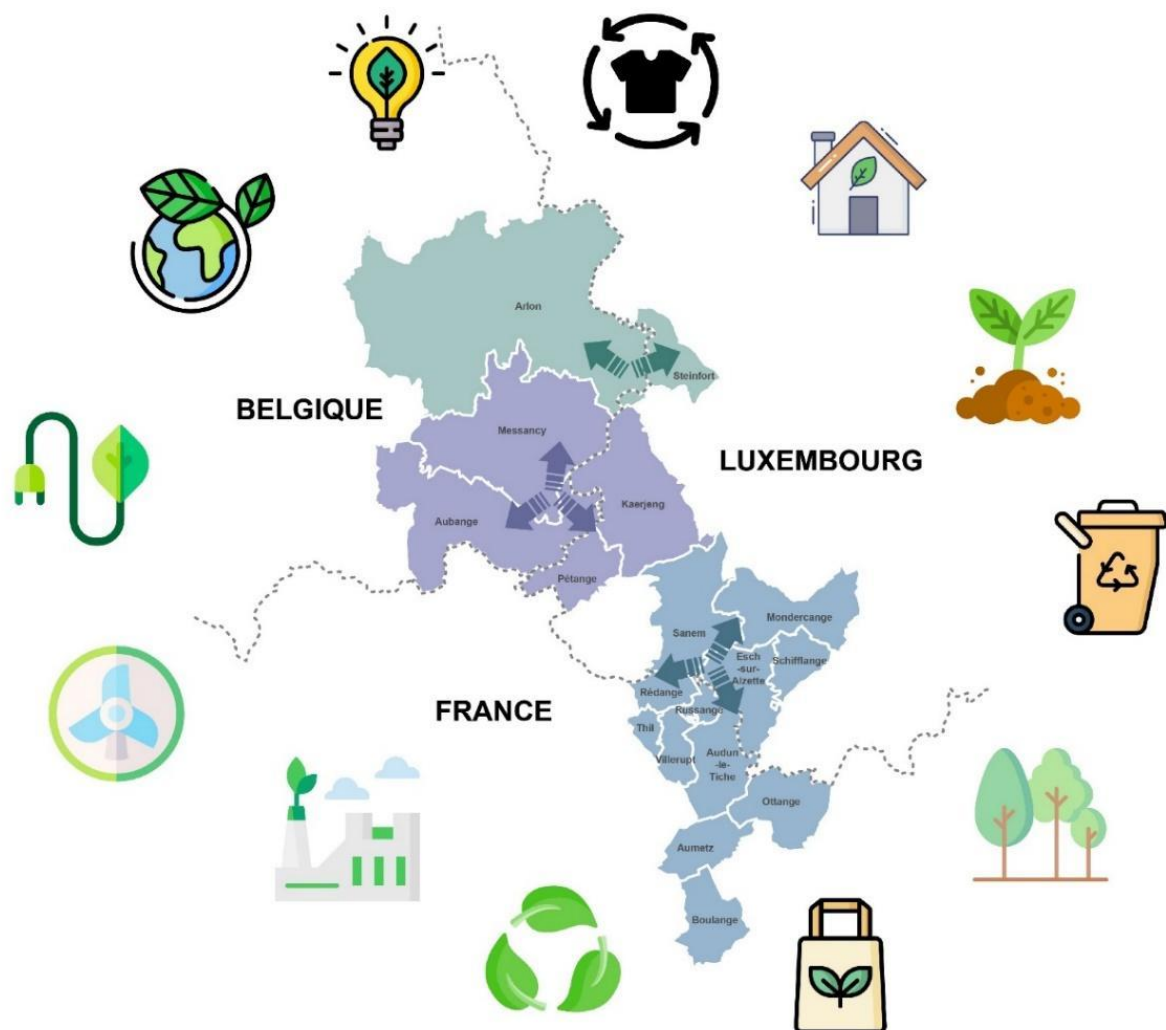 Arlon
Steinfort
BELGIQUE
Messancy
LUXEMBOURG
Kaerjeng
Aubange
Pétange
Mondercange
Sanem
Esch
-sur-
Alzette
Schifflange
Rédange
FRANCE
Russange
Thil
Villerupt
Audun
-le-
Tiche
Ottange
Aumetz
Boulange